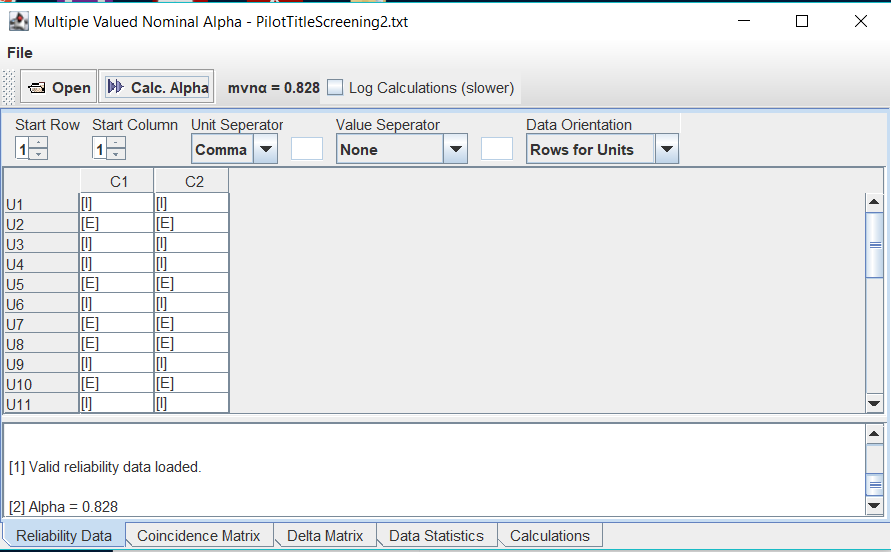 Multiple Valued Nominal Alpha - PilotTitleScreening2.txt
File
Open Calc. Alpha mvnα = 0.828 Log Calculations (slower)
Start Row Start Column Unit Seperator Value Seperator Data Orientation
1 1 Comma None Rows for Units
C1 C2
U1 [I] [I]
U2 [E] [E]
U3 [I] [I]
U4 [I] [I]
U5 [E] [E]
U6 [I] [I]
U7 [E] [E]
U8 [E] [E]
U9 [I] [I]
U10 [E] [E]
U11 [I] [I]
[1] Valid reliability data loaded.
[2] Alpha = 0.828
Reliability Data Coincidence Matrix Delta Matrix Data Statistics Calculations